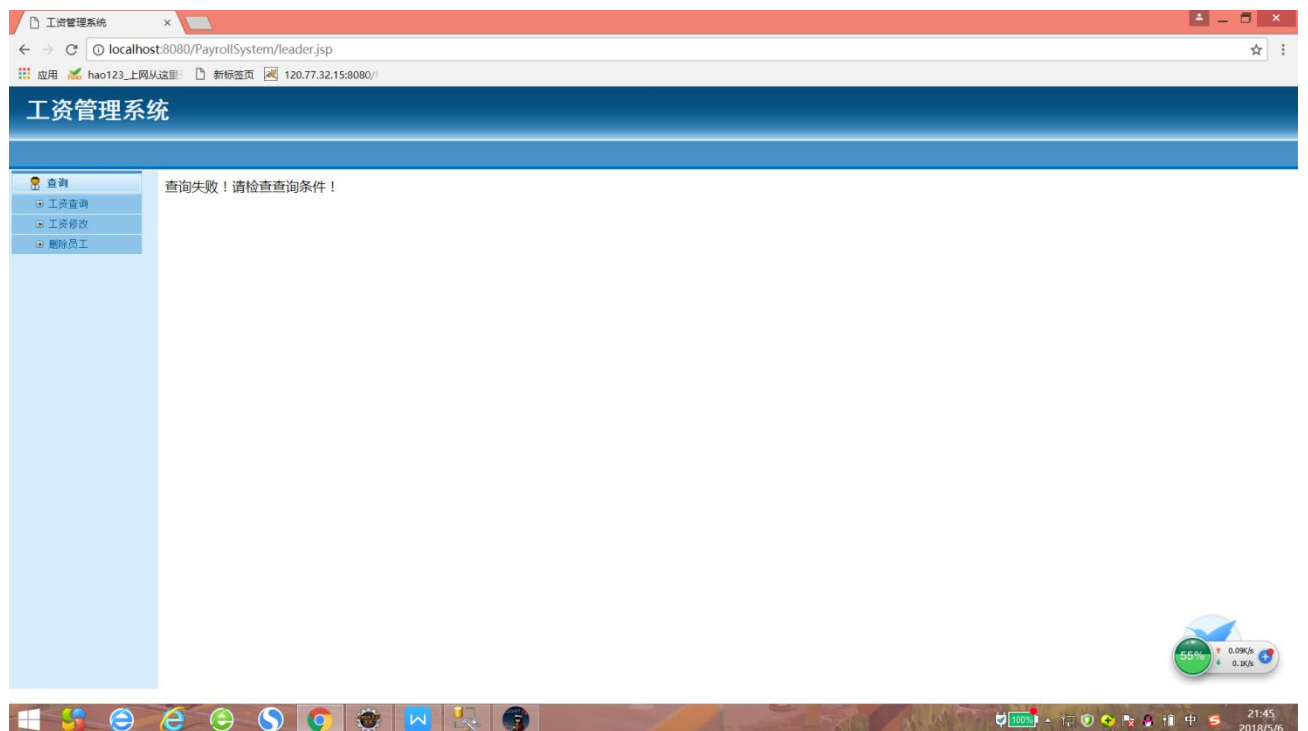 工资管理系统
localhost:8080/PayrollSystem/leader.jsp
应用 hao123_上网从这里 新标签页 120.77.32.15:8080/
工资管理系统
查询
工资查询
工资修改
删除员工
查询失败！请检查查询条件！
55%
0.09K/s
0.1K/s
100%
中
21:45
2018/5/6